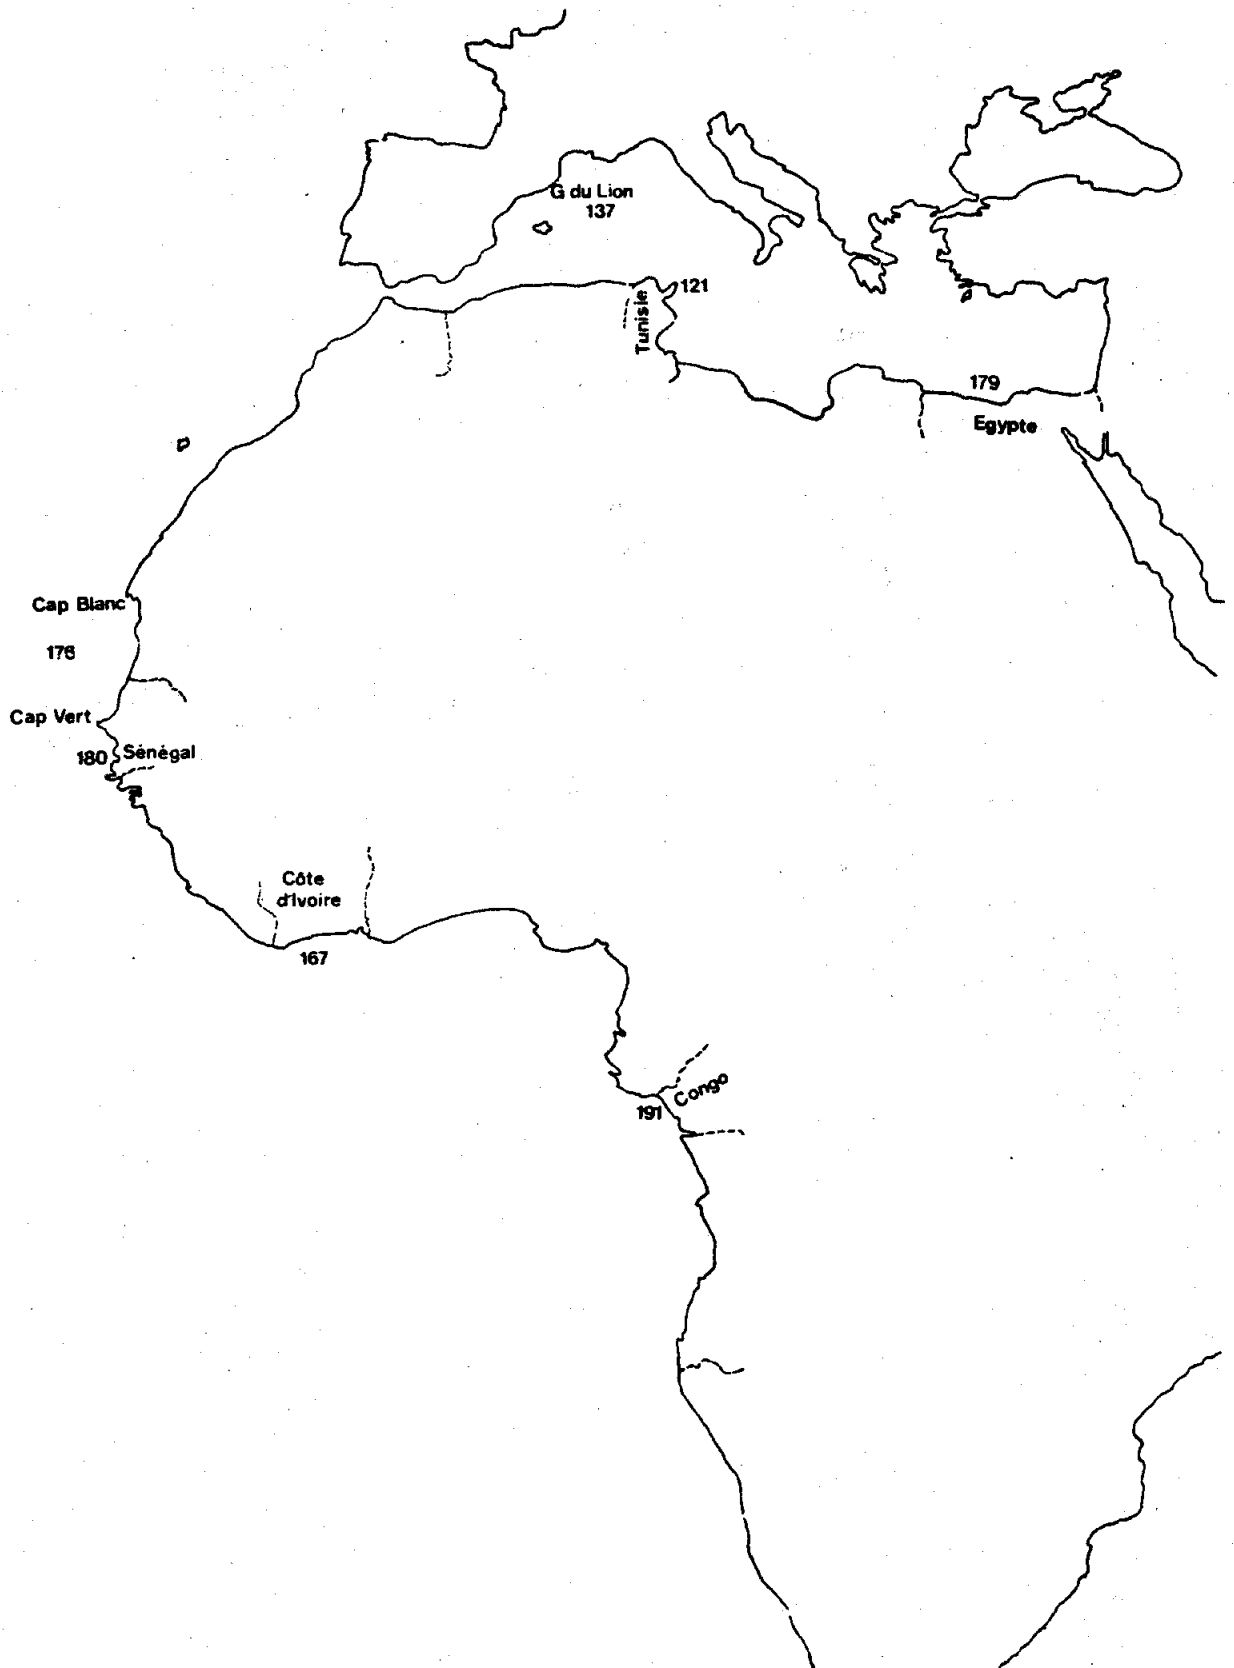 G du Lion
137
121
Tunisie
179
Egypte
Cap Blanc
176
Cap Vert
180 Sénégal
Côte
d'Ivoire
167
Congo
191